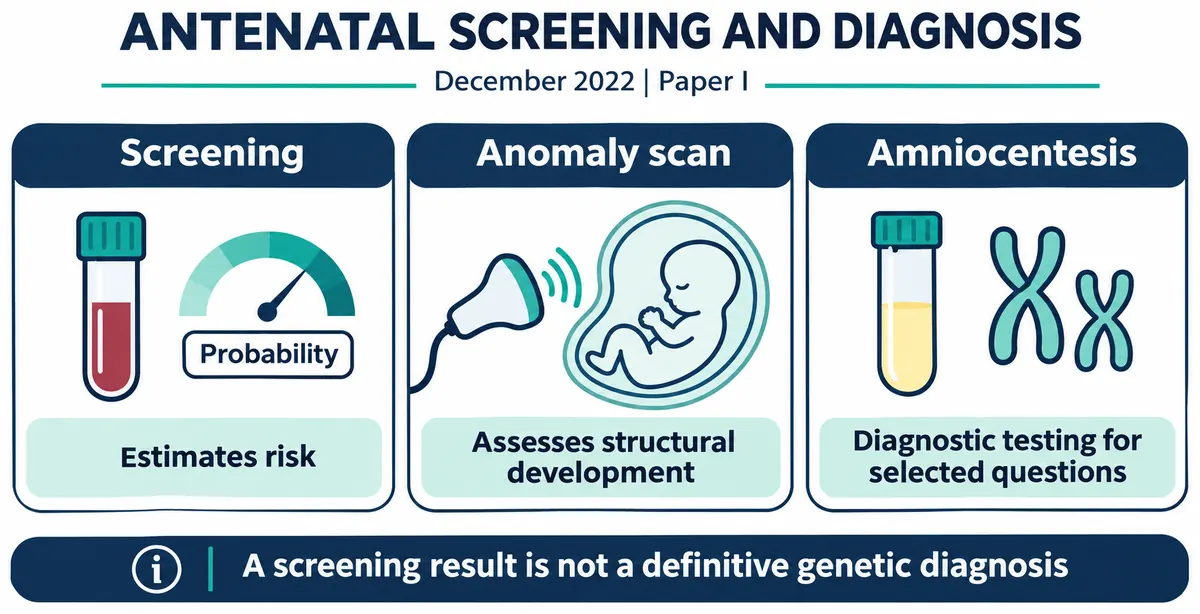 ANTENATAL SCREENING AND DIAGNOSIS
December 2022 | Paper I
Screening
Probability
Estimates risk
Anomaly scan
Assesses structural
development
Amniocentesis
Diagnostic testing for
selected questions
i
A screening result is not a definitive genetic diagnosis